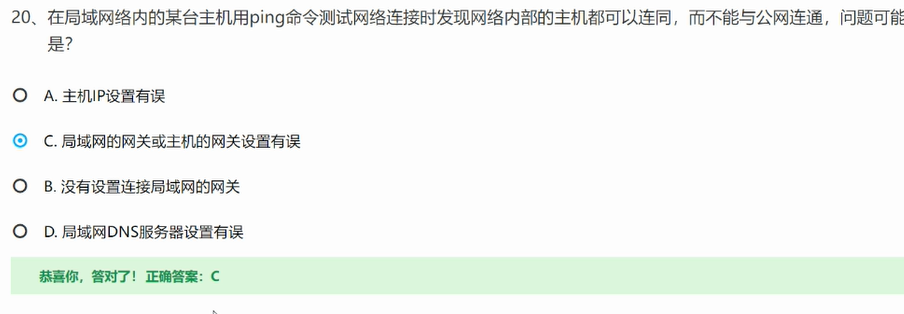 20、在局域网络内的某台主机用ping命令测试网络连接时发现网络内部的主机都可以连同，而不能与公网连通，问题可能
是？
A. 主机IP设置有误
C. 局域网的网关或主机的网关设置有误
B. 没有设置连接局域网的网关
D. 局域网DNS服务器设置有误
恭喜你，答对了！正确答案：C